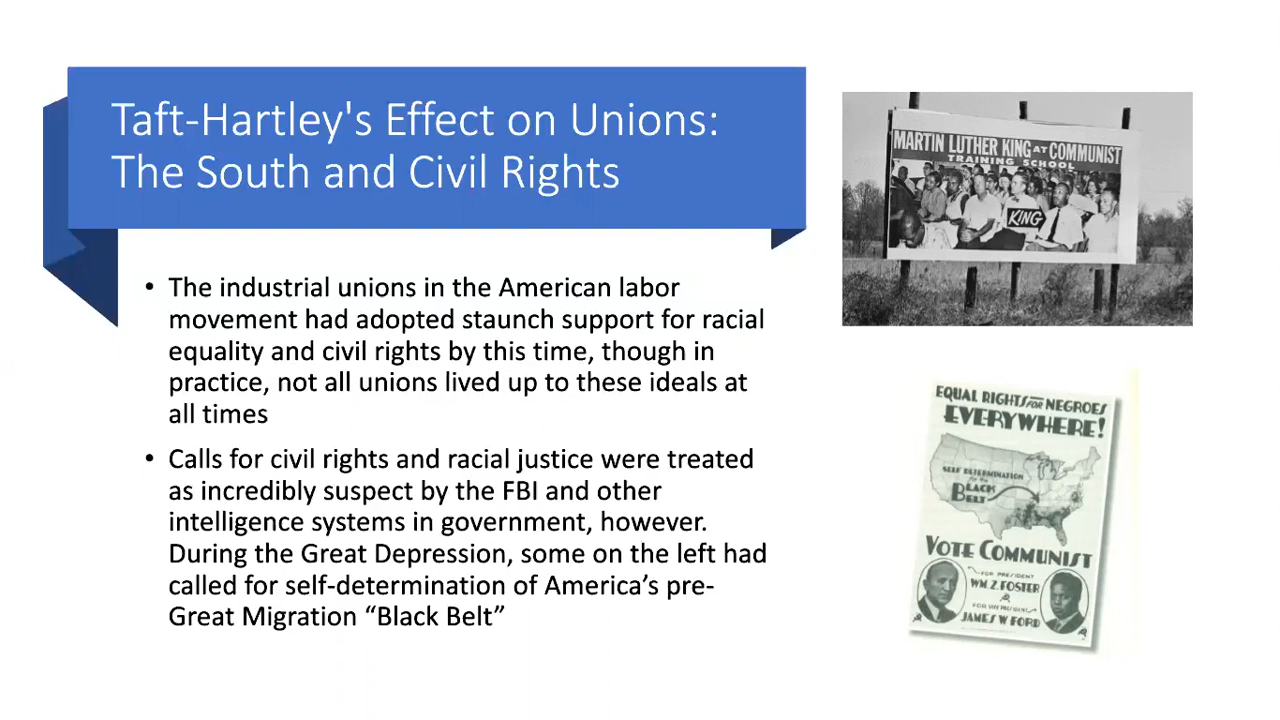 Taft-Hartley's Effect on Unions:
The South and Civil Rights
• The industrial unions in the American labor
movement had adopted staunch support for racial
equality and civil rights by this time, though in
practice, not all unions lived up to these ideals at
all times
• Calls for civil rights and racial justice were treated
as incredibly suspect by the FBI and other
intelligence systems in government, however.
During the Great Depression, some on the left had
called for self-determination of America's pre-
Great Migration “Black Belt”
MARTIN LUTHER KING AT COMMUNIST
TRAINING SCHOOL
KING
EQUAL RIGHTS FOR NEGROES
EVERYWHERE!
SELF DETERMINATION
for the
BLACK
BELT
VOTE COMMUNIST
FOR PRESIDENT
WM. Z. FOSTER
FOR VICE PRESIDENT
JAMES W. FORD